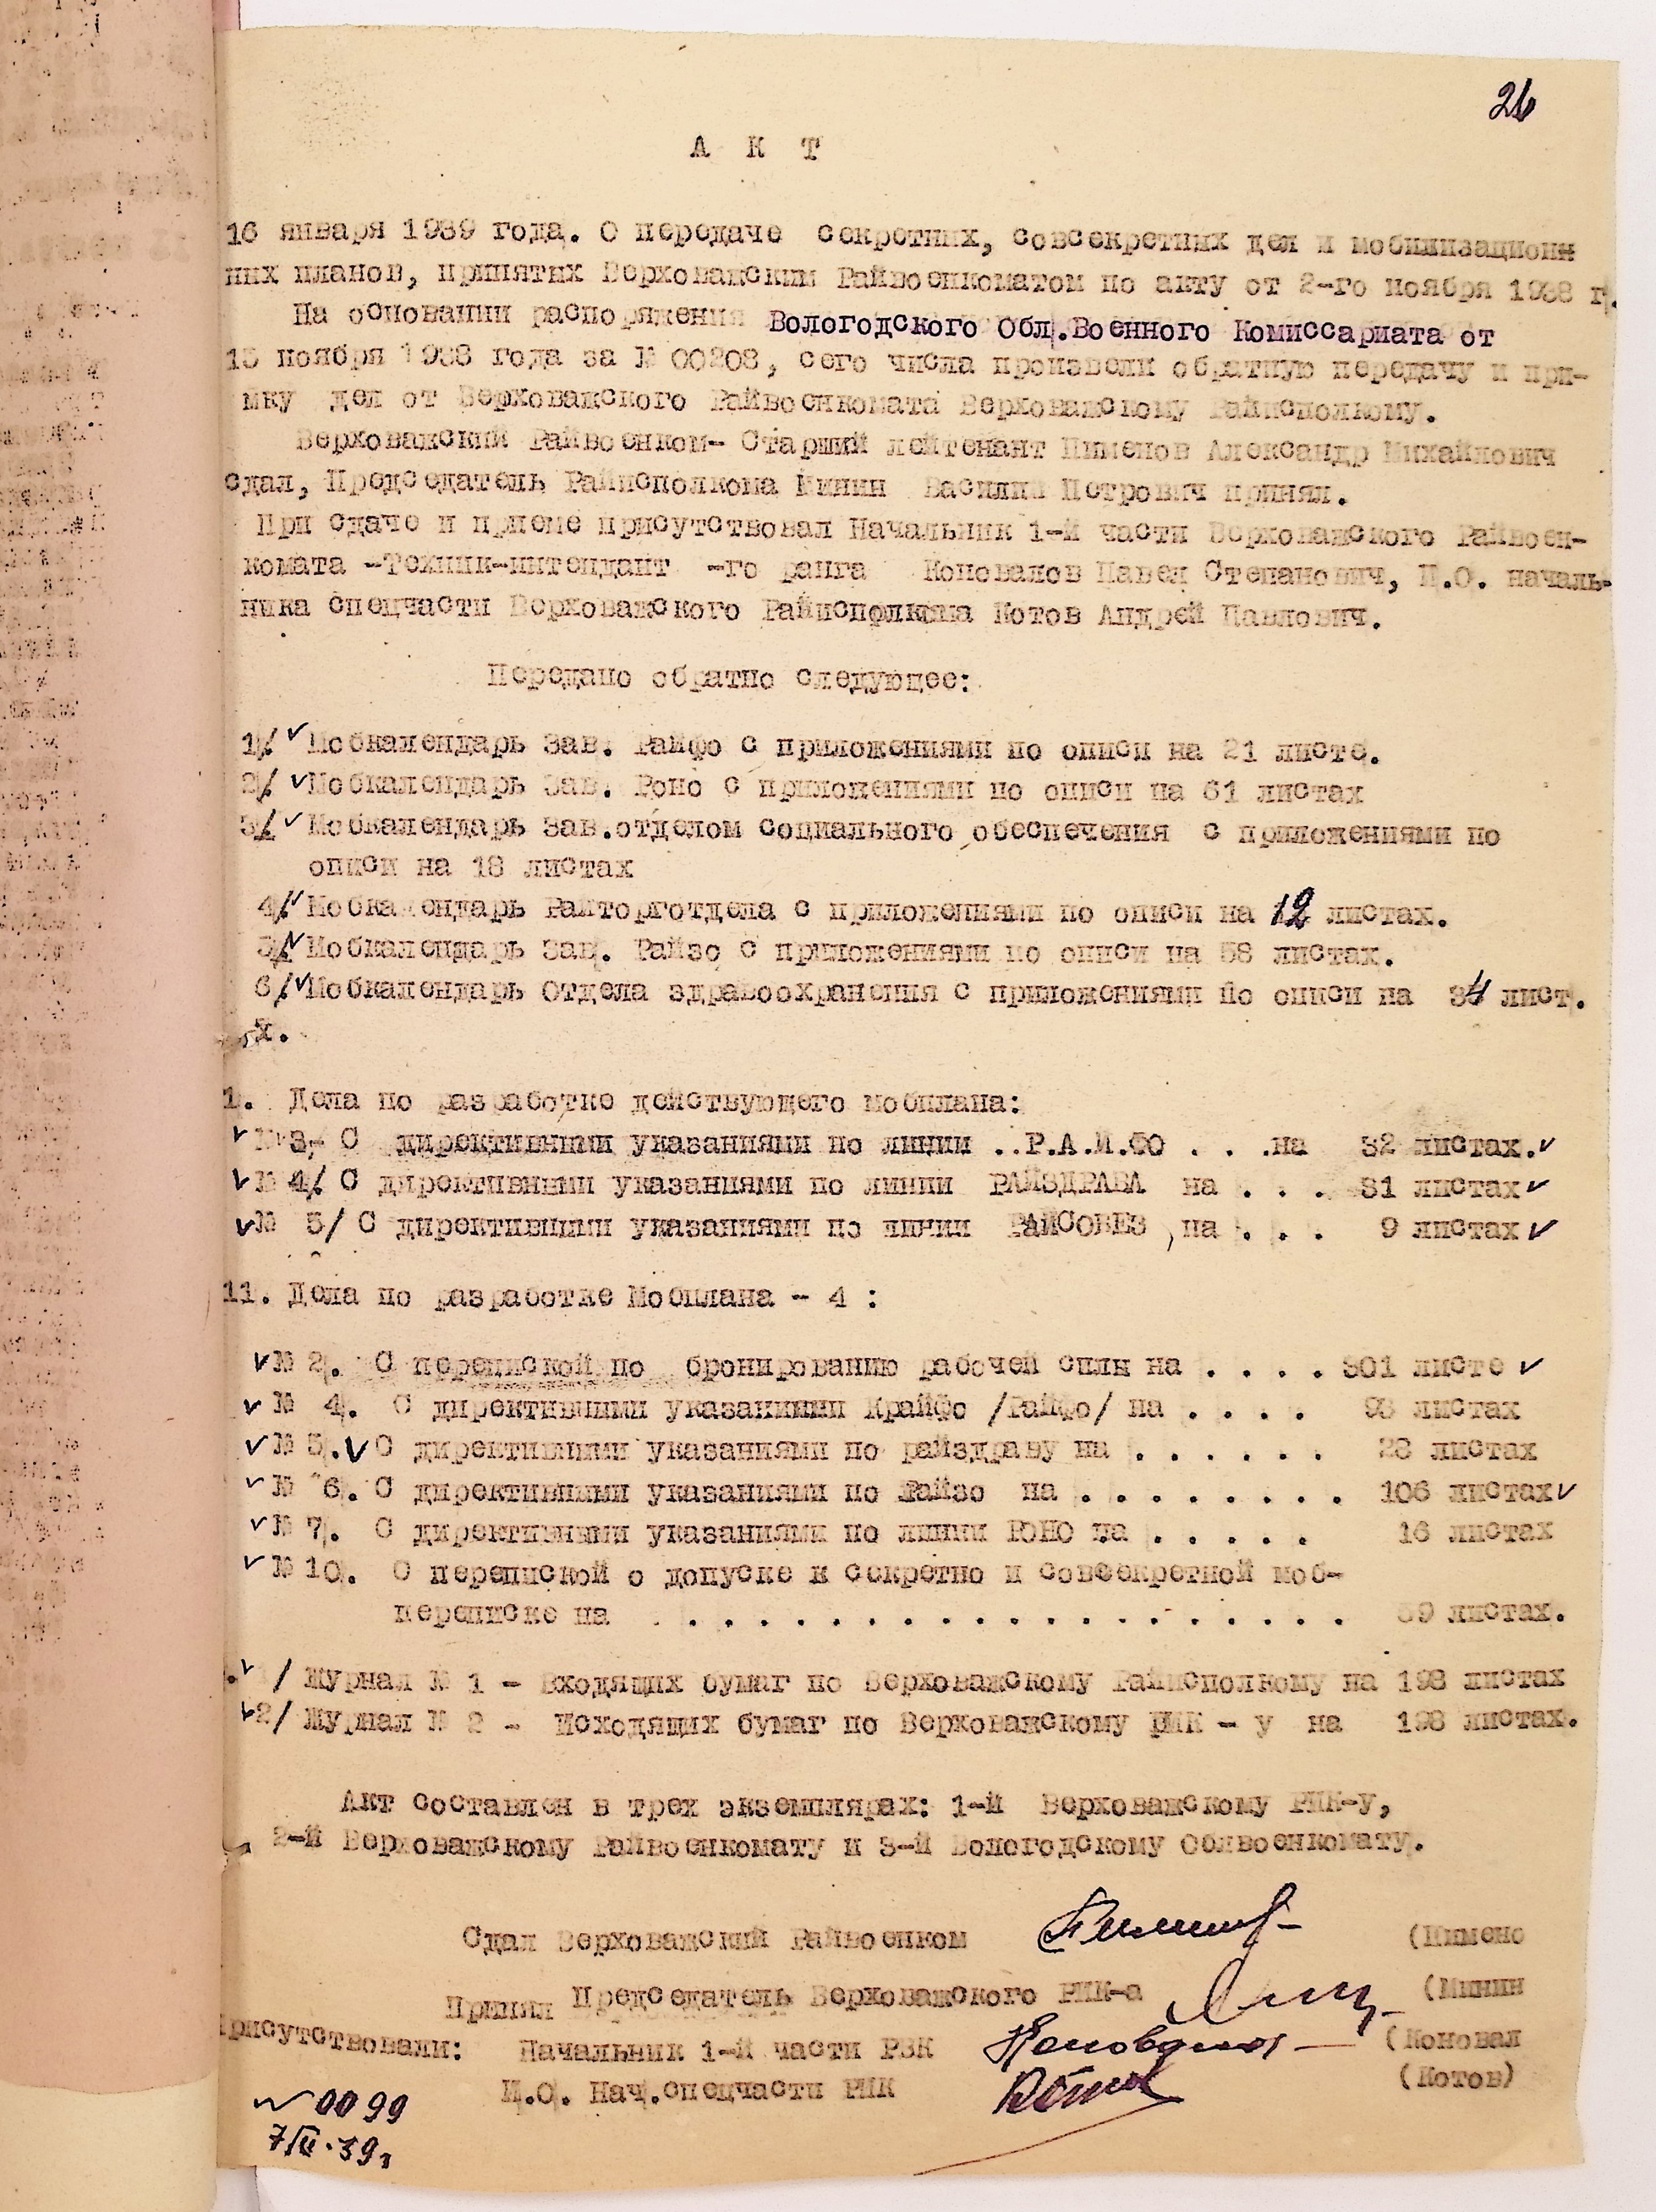 26
А К Т
16 января 1939 года. О передаче секретных, совсекретных дел и мобилизационн
ных планов, принятых Верховажским Райвоенкоматом по акту от 2-го ноября 1938 г.
На основании распоряжения Вологодского Обл.Военного Комиссариата от
15 ноября 1938 года за № 00208, сего числа произвели обратную передачу и при-
мку дел от Верховажского Райвоенкомата Верховажскому Райисполкому.
Верховажский Райвоенком- Старший лейтенант Пименов Александр Михайлович
сдал, Председатель Райисполкома Минин Василий Петрович принял.
При сдаче и приеме присутствовал Начальник 1-й части Верховажского Райвоен-
комата -Техник-интендант -го ранга Коновалов Павел Степанович, И.О. началь-
ника спецчасти Верховажского Райисполкома Котов Андрей Павлович.
Передано обратно следующее:
1/. Мобкалендарь Зав. Райфо с приложениями по описи на 21 листе.
2/. Мобкалендарь Зав. Роно с приложениями по описи на 61 листах
3/. Мобкалендарь Зав.отделом социального обеспечения с приложениями по
описи на 18 листах
4/. Мобкалендарь Райторготдела с приложениями по описи на 12 листах.
5/. Мобкалендарь Зав. Райзо с приложениями по описи на 58 листах.
6/. Мобкалендарь Отдела здравоохранения с приложениями по описи на 34 лист.
х.
1. Дела по разработке действующего мобплана:
№ 3- С директивными указаниями по линии ..Р.А.Й.ФО . . .на 32 листах.
№ 4/. С директивными указаниями по линии РАЙЗДРАВА на . . . 31 листах
№ 5/ С директивными указаниями по линии РАЙСОБЕЗ на . . . 9 листах
11. Дела по разработке Мобплана - 4 :
№ 2. С перепиской по бронированию рабочей силы на . . . . 301 листе
№ 4. С директивными указаниями Крайфо /Райфо/ на . . . . 93 листах
№ 5. С директивными указаниями по райздраву на . . . . . . 28 листах
№ 6. С директивными указаниями по Райзо на . . . . . . . . 106 листах
№ 7. С директивными указаниями по линии РОНО на . . . . . 16 листах
№ 10. С перепиской о допуске к секретно и совсекретной моб-
переписке на . . . . . . . . . . . . . . . . . . . . 39 листах.
/ Журнал № 1 - Входящих бумаг по Верховажскому Райисполкому на 198 листах
2/ Журнал № 2 - Исходящих бумаг по Верховажскому РИК - у на 198 листах.
Акт составлен в трех экземплярах: 1-й Верховажскому РИК-у,
2-й Верховажскому Райвоенкомату и 3-й Вологодскому Облвоенкомату.
Сдал Верховажский Райвоенком (Пимено
Принял Председатель Верховажского РИК-а (Минин
Присутствовали: Начальник 1-й части РВК Коновалов (Коновал
И.О. Нач.спецчасти РИК Котов (Котов)
№ 0099
7/II-39г